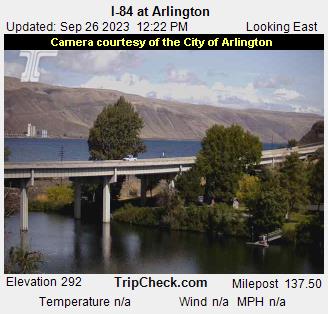 I-84 at Arlington
Updated: Sep 26 2023 12:22 PM Looking East
Camera courtesy of the City of Arlington
Elevation 292 TripCheck.com Milepost 137.50
Temperature n/a Wind n/a MPH n/a